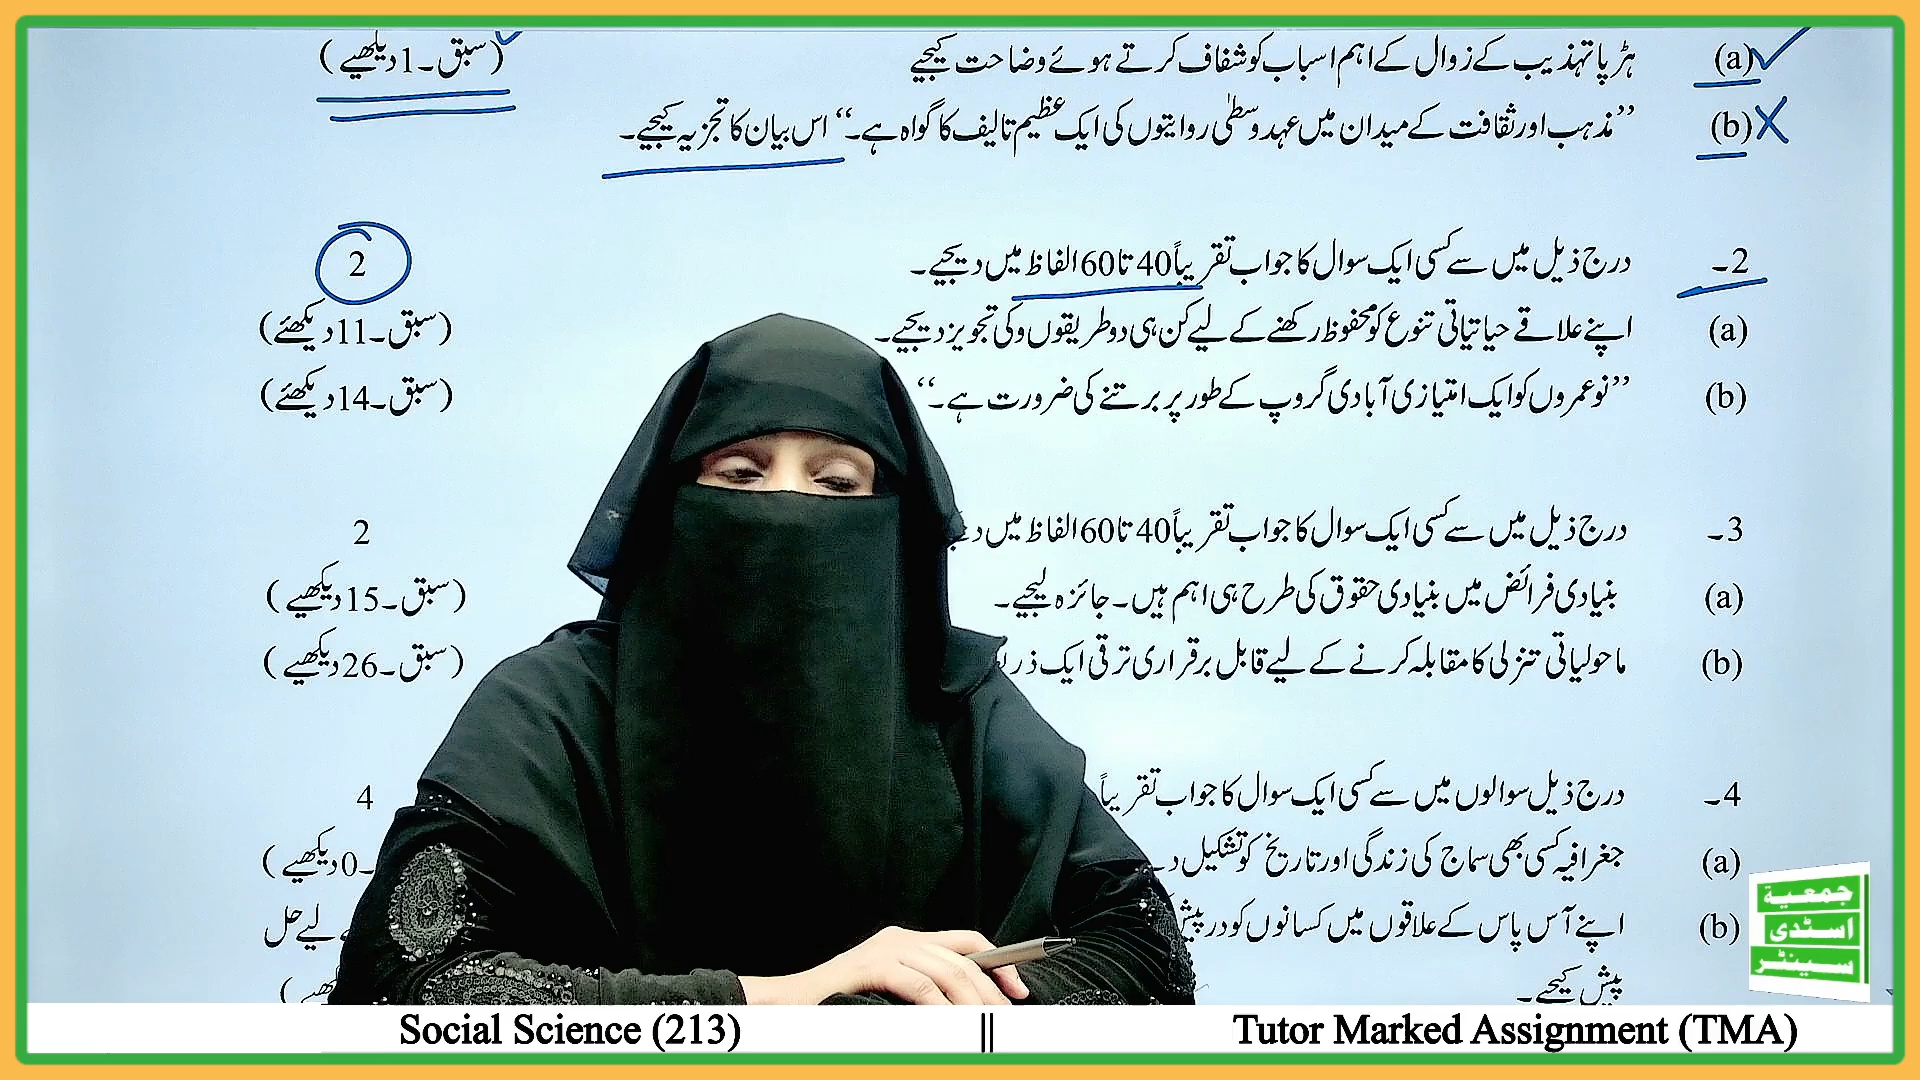 (a) ہڑپا تہذیب کے زوال کے اہم اسباب کو شفاف کرتے ہوئے وضاحت کیجیے (سبق۔1 دیکھیے)
(b) ’’مذہب اور ثقافت کے میدان میں عہد وسطیٰ روایتوں کی ایک عظیم تالیف کا گواہ ہے۔‘‘ اس بیان کا تجزیہ کیجیے۔
2۔ درج ذیل میں سے کسی ایک سوال کا جواب تقریباً 40 تا 60 الفاظ میں دیجیے۔ 2
(a) اپنے علاقے حیاتیاتی تنوع کو محفوظ رکھنے کے لیے کن ہی دو طریقوں و کی تجویز دیجیے۔ (سبق۔11 دیکھئے)
(b) ’’نوعمروں کو ایک امتیازی آبادی گروپ کے طور پر برتنے کی ضرورت ہے۔‘‘ (سبق۔14 دیکھئے)
3۔ درج ذیل میں سے کسی ایک سوال کا جواب تقریباً 40 تا 60 الفاظ میں 2
(a) بنیادی فرائض میں بنیادی حقوق کی طرح ہی اہم ہیں۔ جائزہ لیجیے۔ (سبق۔15 دیکھیے)
(b) ماحولیاتی تنزلی کا مقابلہ کرنے کے لیے قابل برقراری ترقی ایک (سبق۔26 دیکھیے)
4۔ درج ذیل سوالوں میں سے کسی ایک سوال کا جواب تقریباً 4
(a) جغرافیہ کسی بھی سماج کی زندگی اور تاریخ کو تشکیل ۔0 دیکھیے)
(b) اپنے آس پاس کے علاقوں میں کسانوں کو درپیش لیے حل
پیش کیجیے۔
جمعية
اسٹڈی
سینٹر
Social Science (213) || Tutor Marked Assignment (TMA)